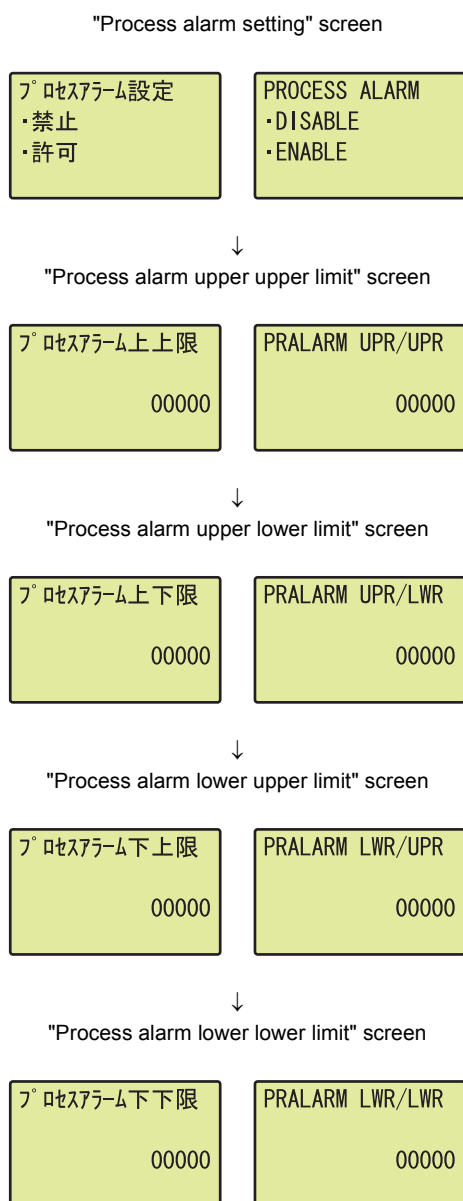 "Process alarm setting" screen
プロセスアラーム設定
・禁止
・許可
PROCESS ALARM
・DISABLE
・ENABLE
↓
"Process alarm upper upper limit" screen
プロセスアラーム上上限
00000
PRALARM UPR/UPR
00000
↓
"Process alarm upper lower limit" screen
プロセスアラーム上下限
00000
PRALARM UPR/LWR
00000
↓
"Process alarm lower upper limit" screen
プロセスアラーム下上限
00000
PRALARM LWR/UPR
00000
↓
"Process alarm lower lower limit" screen
プロセスアラーム下下限
00000
PRALARM LWR/LWR
00000